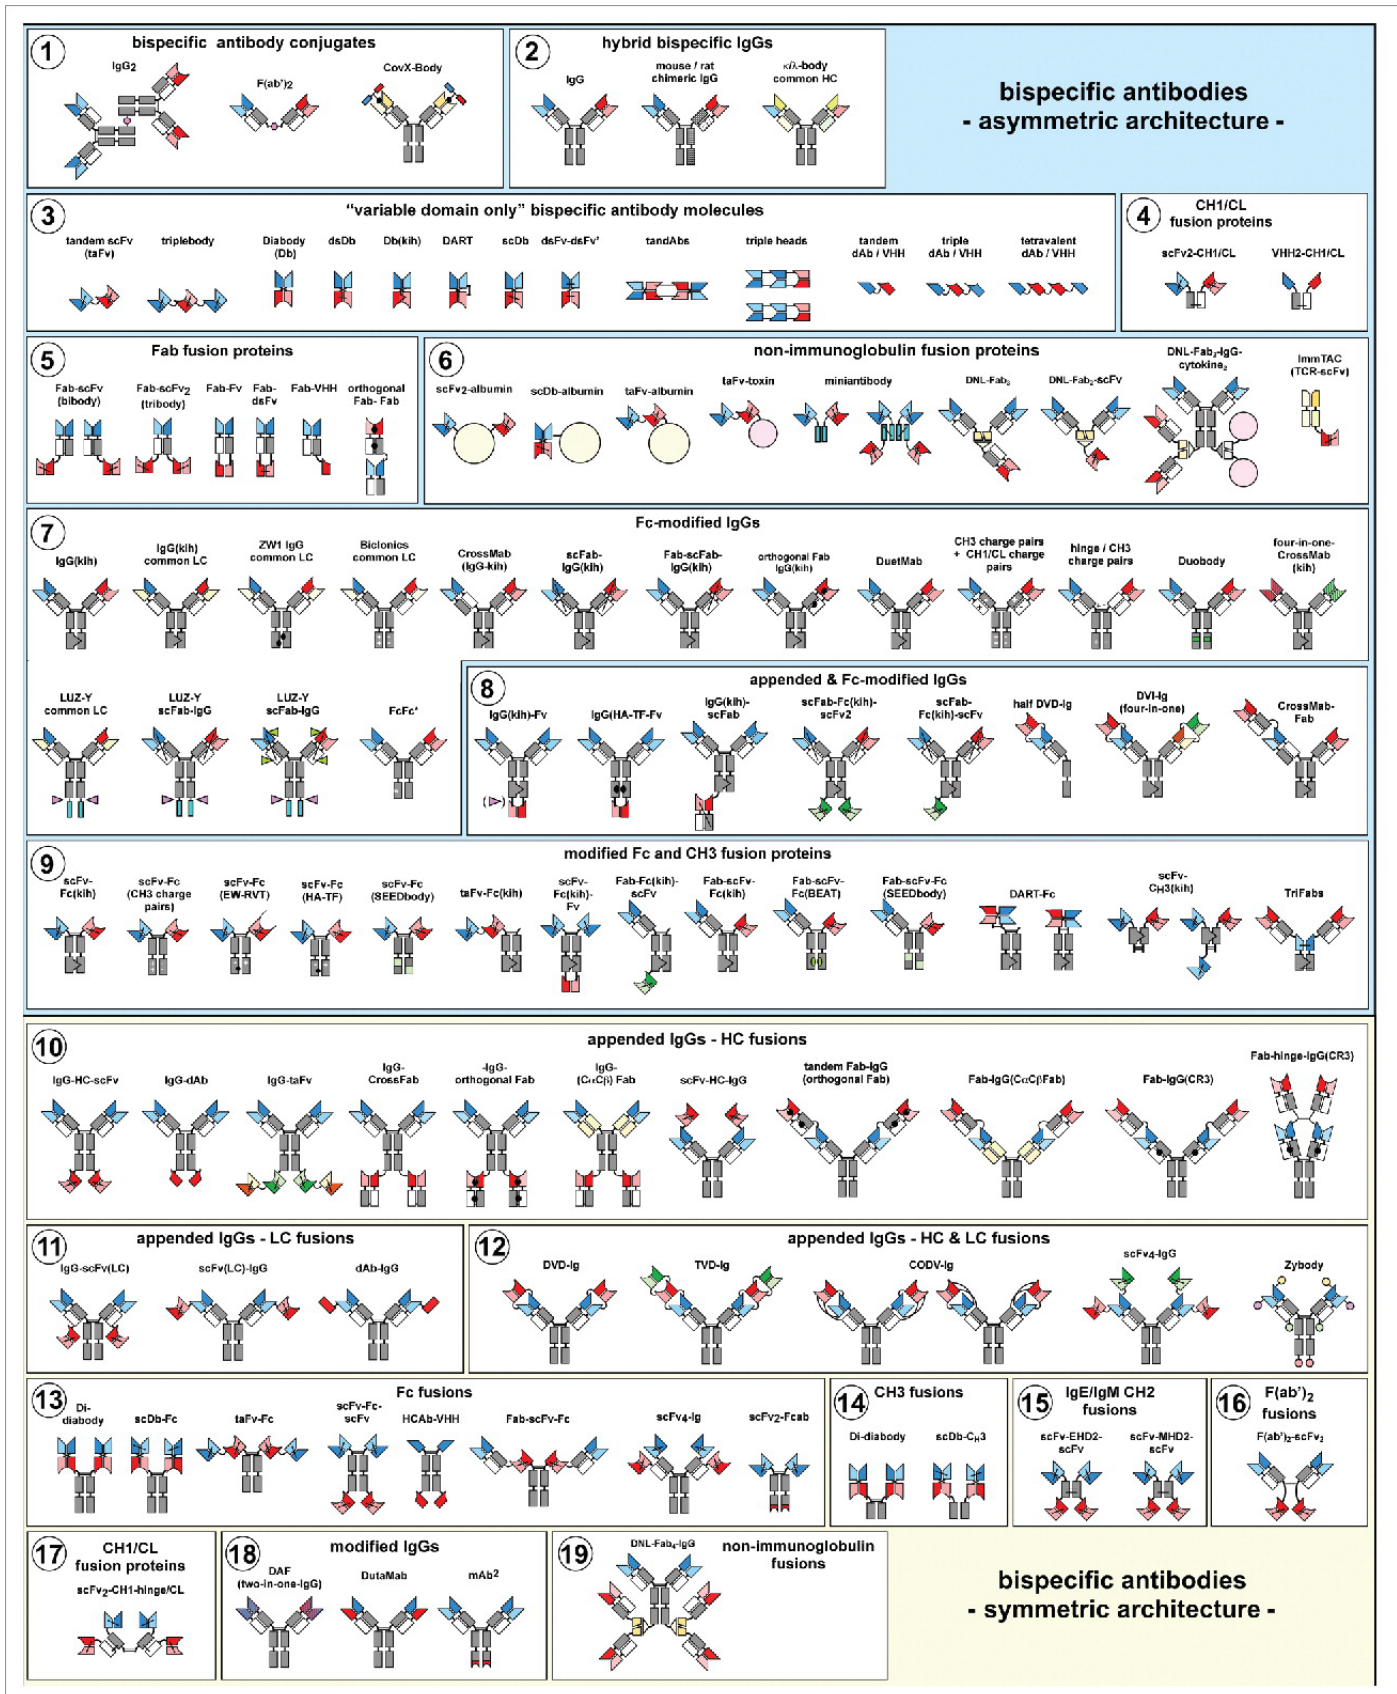 1
bispecific antibody conjugates
IgG2
F(ab')2
CovX-Body
2
hybrid bispecific IgGs
IgG
mouse / rat
chimeric IgG
κ/λ-body
common HC
bispecific antibodies
- asymmetric architecture -
3
“variable domain only” bispecific antibody molecules
tandem scFv
(taFv)
triplebody
Diabody
(Db)
dsDb
Db(kih)
DART
scDb
dsFv-dsFv'
tandAbs
triple heads
tandem
dAb / VHH
triple
dAb / VHH
tetravalent
dAb / VHH
4
CH1/CL
fusion proteins
scFv2-CH1/CL
VHH2-CH1/CL
5
Fab fusion proteins
Fab-scFv
(bibody)
Fab-scFv2
(tribody)
Fab-Fv
Fab-
dsFv
Fab-VHH
orthogonal
Fab- Fab
6
non-immunoglobulin fusion proteins
scFv2-albumin
scDb-albumin
taFv-albumin
taFv-toxin
miniantibody
DNL-Fab3
DNL-Fab2-scFv
DNL-Fab2-IgG-
cytokine2
ImmTAC
(TCR-scFv)
7
Fc-modified IgGs
IgG(kih)
IgG(kih)
common LC
ZW1 IgG
common LC
Biclonics
common LC
CrossMab
(IgG-kih)
scFab-
IgG(kih)
Fab-scFab-
IgG(kih)
orthogonal Fab
IgG(kih)
DuetMab
CH3 charge pairs
+ CH1/CL charge
pairs
hinge / CH3
charge pairs
Duobody
four-in-one-
CrossMab
(kih)
LUZ-Y
common LC
LUZ-Y
scFab-IgG
LUZ-Y
scFab-IgG
FcFc*
8
appended & Fc-modified IgGs
IgG(kih)-Fv
(▷)
IgG(HA-TF-Fv
IgG(kih)-
scFab
scFab-Fc(kih)-
scFv2
scFab-
Fc(kih)-scFv
half DVD-Ig
DVI-Ig
(four-in-one)
CrossMab-
Fab
9
modified Fc and CH3 fusion proteins
scFv-
Fc(kih)
scFv-Fc
(CH3 charge
pairs)
scFv-Fc
(EW-RVT)
scFv-Fc
(HA-TF)
scFv-Fc
(SEEDbody)
taFv-Fc(kih)
scFv-
Fc(kih)-
Fv
Fab-Fc(kih)-
scFv
Fab-scFv-
Fc(kih)
Fab-scFv-
Fc(BEAT)
Fab-scFv-Fc
(SEEDbody)
DART-Fc
scFv-
CH3(kih)
TriFabs
10
appended IgGs - HC fusions
IgG-HC-scFv
IgG-dAb
IgG-taFv
IgG-
CrossFab
-IgG-
orthogonal Fab
IgG-
(CαCβ) Fab
scFv-HC-IgG
tandem Fab-IgG
(orthogonal Fab)
Fab-IgG(CαCβFab)
Fab-IgG(CR3)
Fab-hinge-IgG(CR3)
11
appended IgGs - LC fusions
IgG-scFv(LC)
scFv(LC)-IgG
dAb-IgG
12
appended IgGs - HC & LC fusions
DVD-Ig
TVD-Ig
CODV-Ig
scFv4-IgG
Zybody
13
Fc fusions
Di-
diabody
scDb-Fc
taFv-Fc
scFv-Fc-
scFv
HCAb-VHH
Fab-scFv-Fc
scFv4-Ig
scFv2-Fcab
14
CH3 fusions
Di-diabody
scDb-CH3
15
IgE/IgM CH2
fusions
scFv-EHD2-
scFv
scFv-MHD2-
scFv
16
F(ab')2
fusions
F(ab')2-scFv2
17
CH1/CL
fusion proteins
scFv2-CH1-hinge/CL
18
modified IgGs
DAF
(two-in-one-IgG)
DutaMab
mAb2
19
DNL-Fab4-IgG
non-immunoglobulin
fusions
bispecific antibodies
- symmetric architecture -